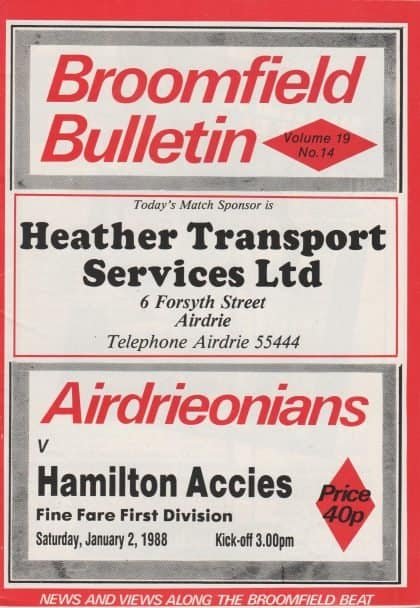 Broomfield
Bulletin
Volume 19
No.14
Today's Match Sponsor is
Heather Transport
Services Ltd
6 Forsyth Street
Airdrie
Telephone Airdrie 55444
Airdrieonians
V
Hamilton Accies
Fine Fare First Division
Saturday, January 2, 1988 Kick-off 3.00pm
Price
40p
NEWS AND VIEWS ALONG THE BROOMFIELD BEAT